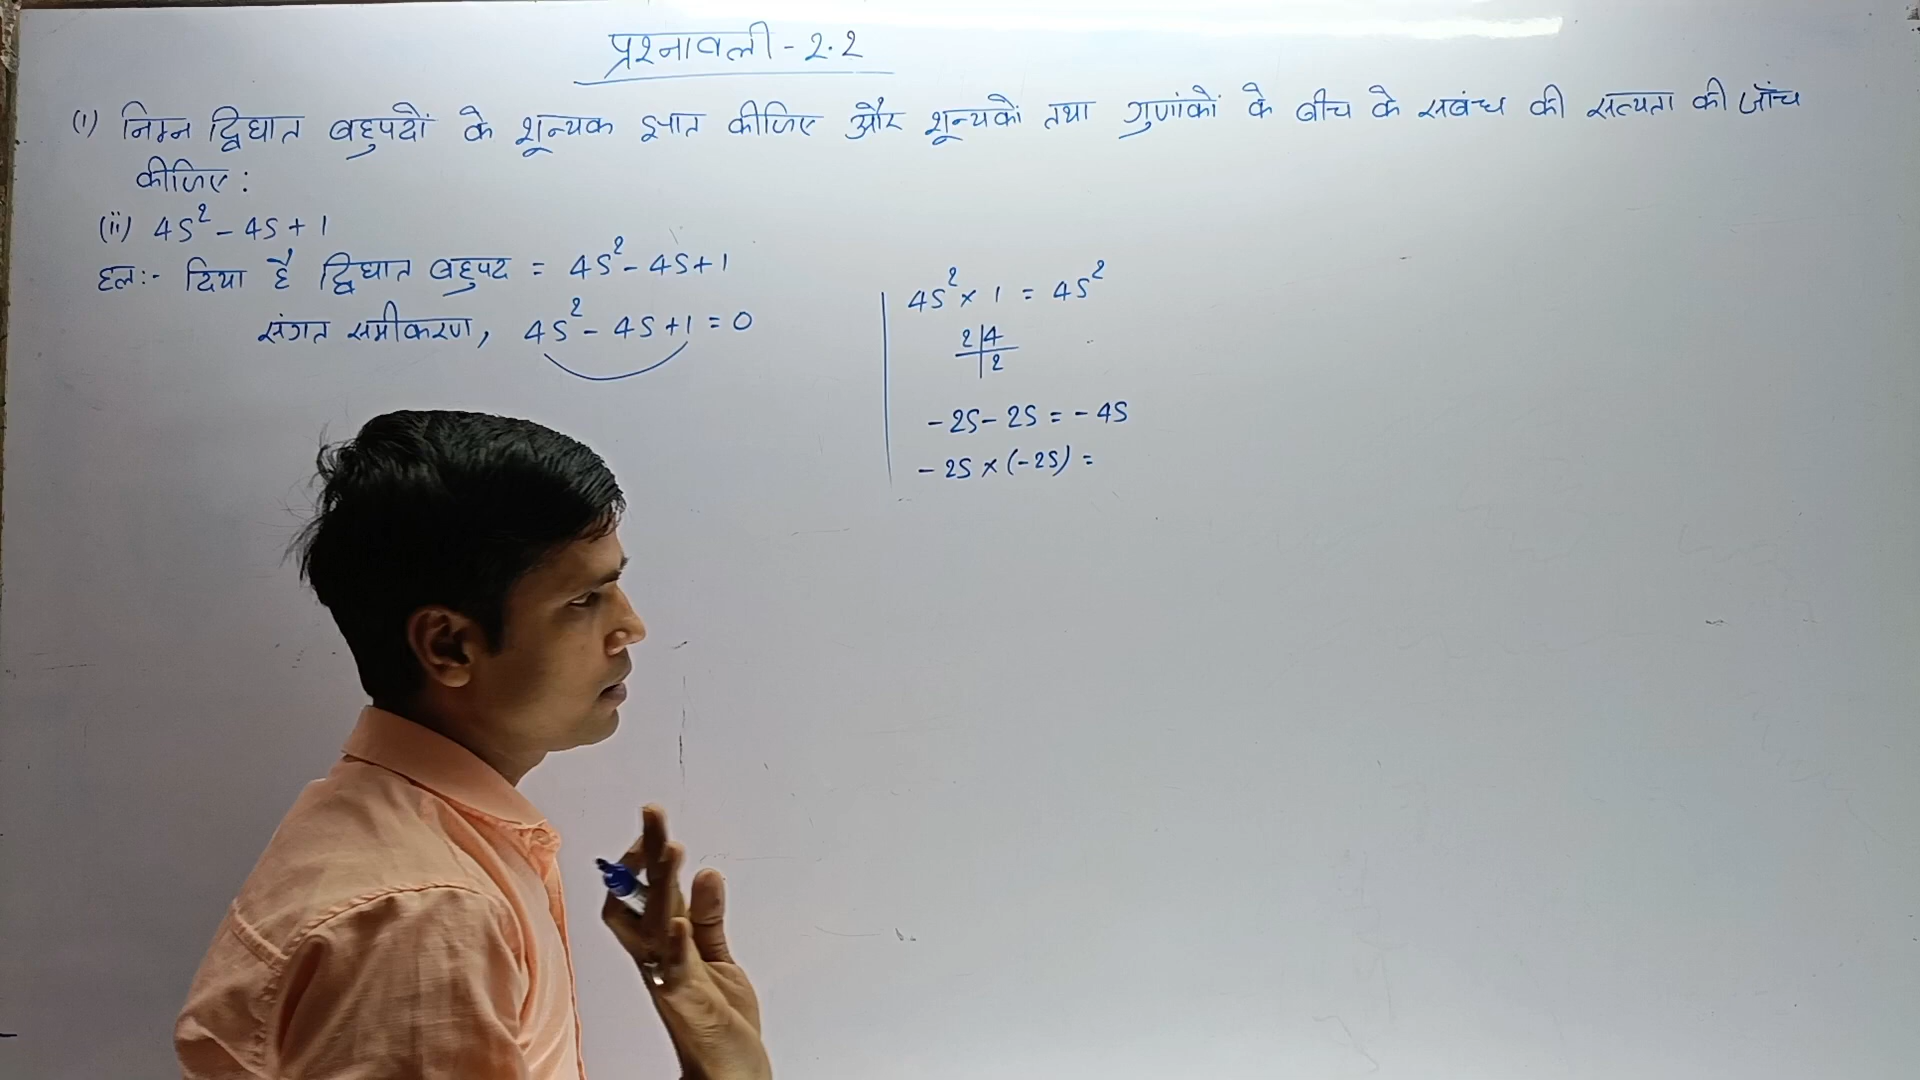 प्रश्नावली - 2.2
(1) निम्न द्विघात बहुपदों के शून्यक ज्ञात कीजिए और शून्यकों तथा गुणांकों के बीच के सबंन्ध की सत्यता की जाँच
कीजिए:
(ii) 4S² - 4S + 1
हल:- दिया है द्विघात बहुपद = 4S² - 4S + 1
संगत समीकरण, 4S² - 4S + 1 = 0
4S² × 1 = 4S²
2|4
|2
- 2S - 2S = - 4S
- 2S × (-2S) =